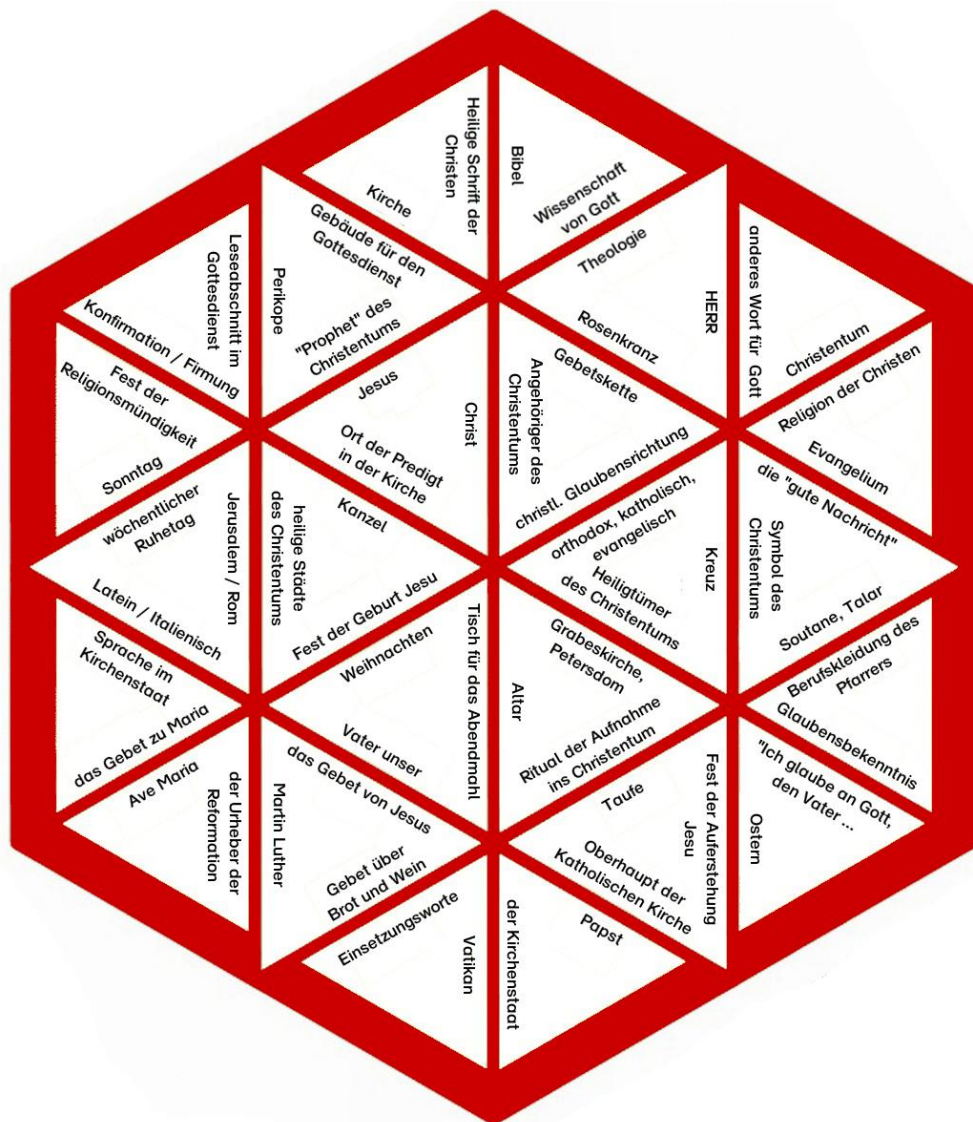 Heilige Schrift der
Christen
Kirche
Bibel
Wissenschaft
von Gott
Gebäude für den
Gottesdienst
Perikope
"Prophet" des
Christentums
Theologie
HERR
Rosenkranz
Leseabschnitt im
Gottesdienst
Konfirmation / Firmung
anderes Wort für Gott
Christentum
Fest der
Religionsmündigkeit
Sonntag
Jesus
Christ
Ort der Predigt
in der Kirche
Gebetskette
Angehöriger des
Christentums
christl. Glaubensrichtung
Religion der Christen
Evangelium
wöchentlicher
Ruhetag
Jerusalem / Rom
Latein / Italienisch
Kanzel
heilige Städte
des Christentums
Fest der Geburt Jesu
orthodox, katholisch,
evangelisch
Kreuz
Heiligtümer
des Christentums
die "gute Nachricht"
Symbol des
Christentums
Soutane, Talar
Sprache im
Kirchenstaat
das Gebet zu Maria
Weihnachten
Tisch für das Abendmahl
Vater unser
Grabeskirche,
Petersdom
Altar
Ritual der Aufnahme
ins Christentum
Berufskleidung des
Pfarrers
Glaubensbekenntnis
Ave Maria
der Urheber der
Reformation
das Gebet von Jesus
Martin Luther
Gebet über
Brot und Wein
Taufe
Fest der Auferstehung
Jesu
Oberhaupt der
Katholischen Kirche
"Ich glaube an Gott,
den Vater ...
Ostern
Einsetzungsworte
Vatikan
der Kirchenstaat
Papst